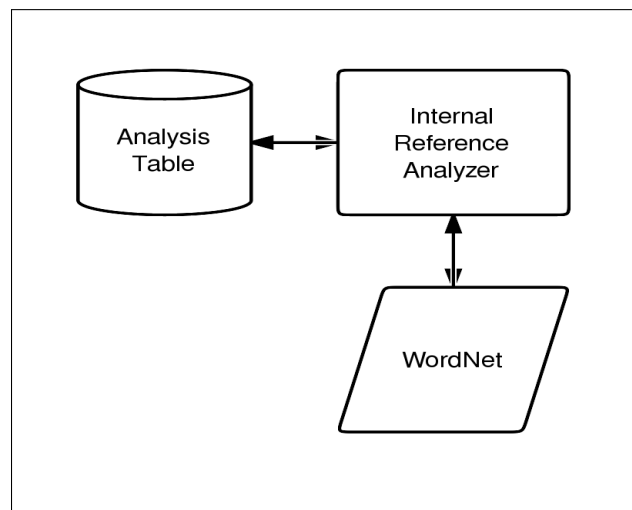 Analysis
Table
Internal
Reference
Analyzer
WordNet